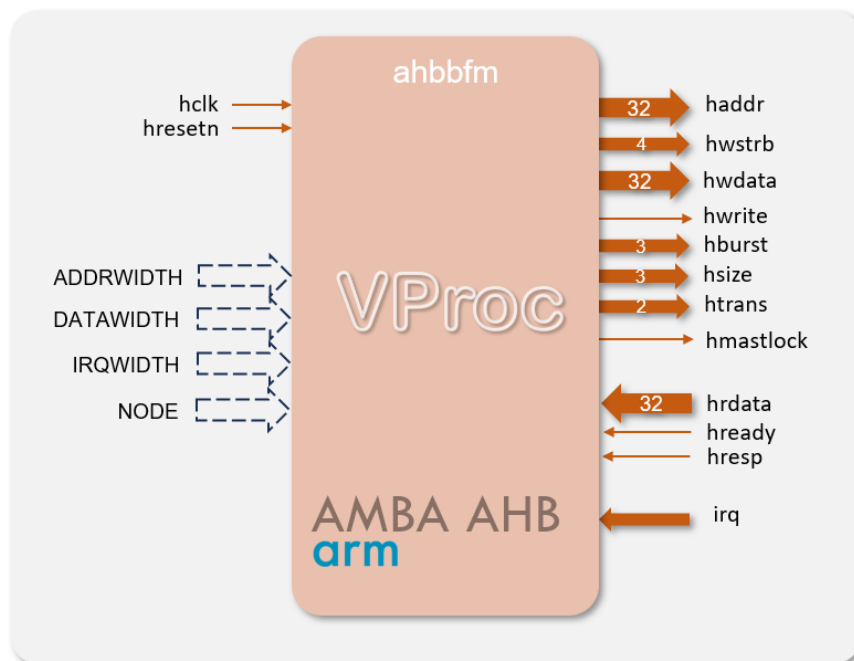 ahbbfm
hclk
hresetn
ADDRWIDTH
DATAWIDTH
IRQWIDTH
NODE
VProc
32 haddr
4 hwstrb
32 hwdata
hwrite
3 hburst
3 hsize
2 htrans
hmastlock
32 hrdata
hready
hresp
irq
AMBA AHB
arm